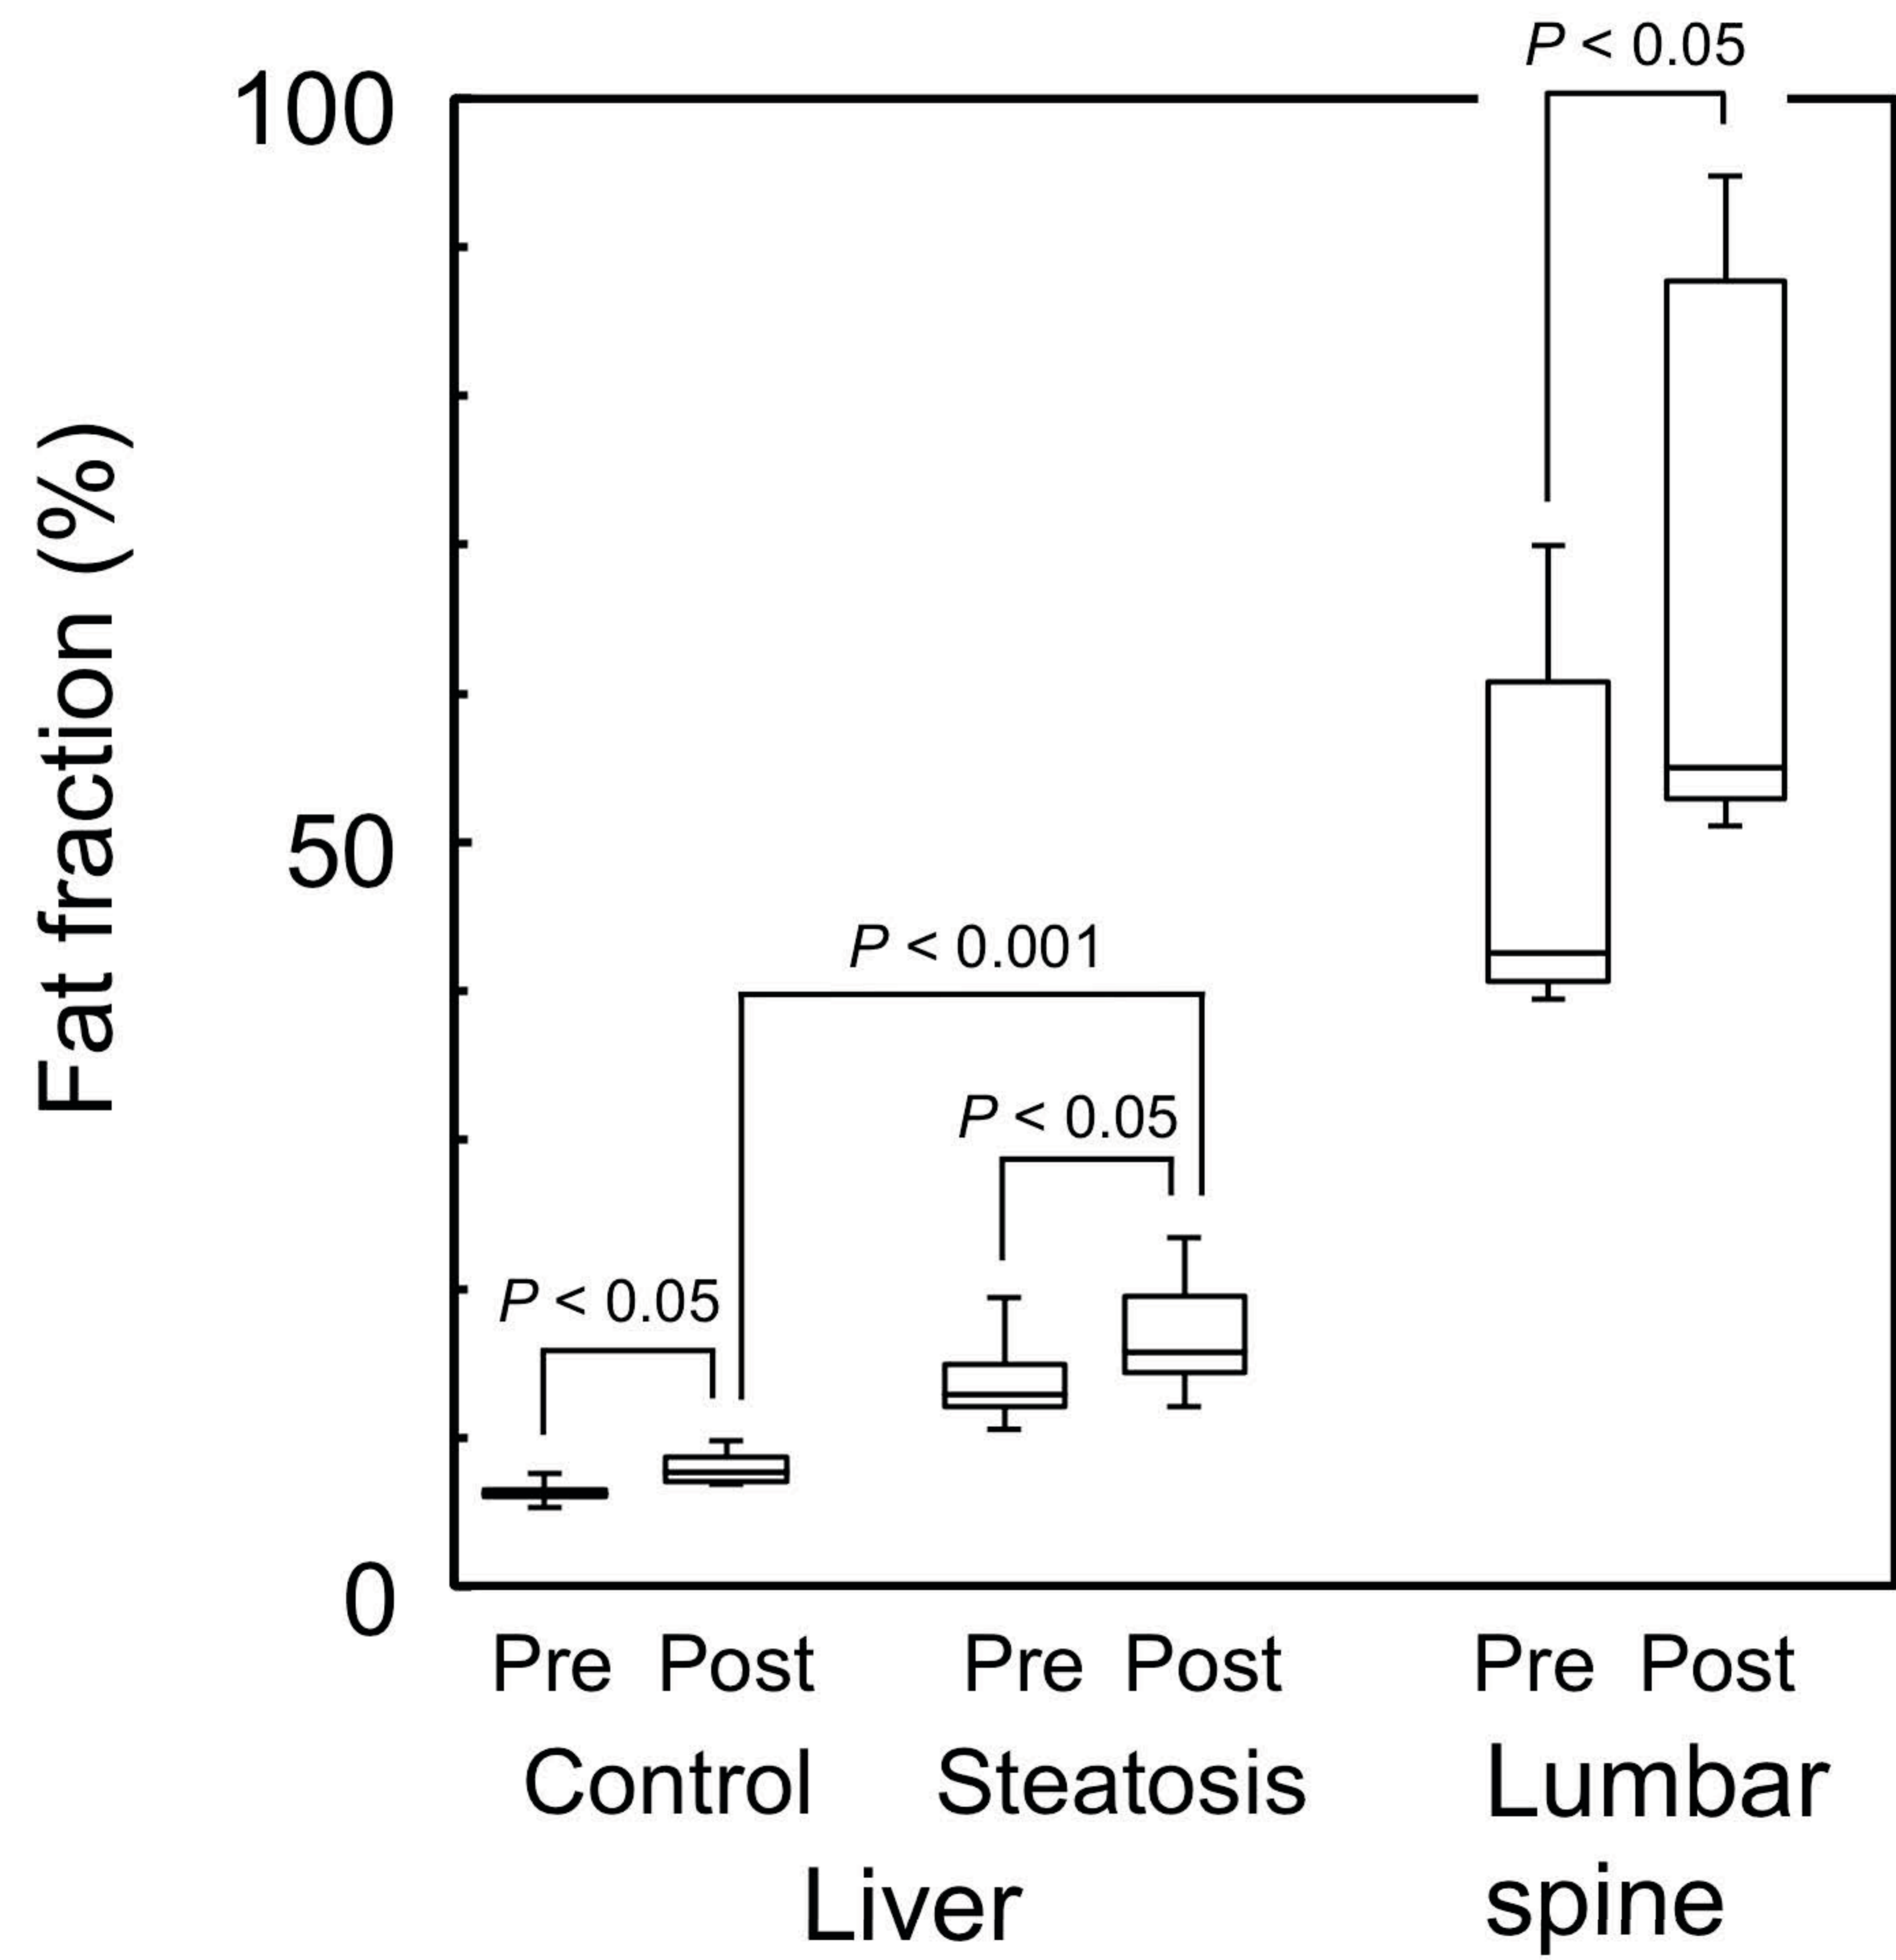 P < 0.05
100
Fat fraction (%)
50
P < 0.001
P < 0.05
P < 0.05
0
Pre Post Pre Post Pre Post
Control Steatosis Lumbar
Liver spine